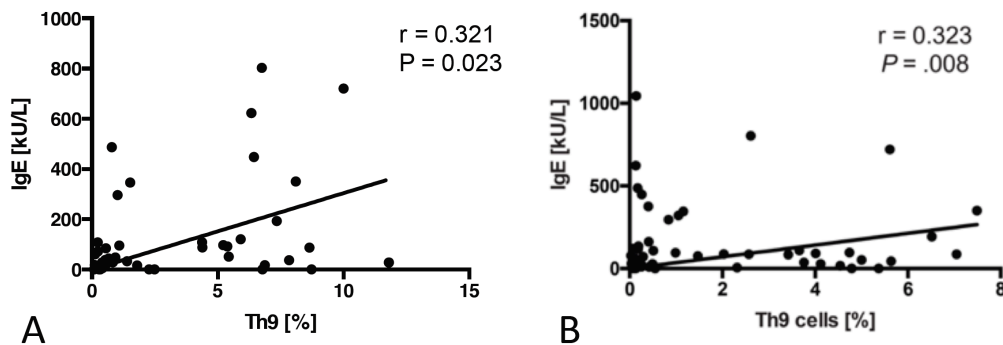 1000
800
600
400
200
0
IgE [kU/L]
r = 0.321
P = 0.023
0 5 10 15
Th9 [%]
A
1500
1000
500
0
IgE [kU/L]
r = 0.323
P = .008
0 2 4 6 8
Th9 cells [%]
B